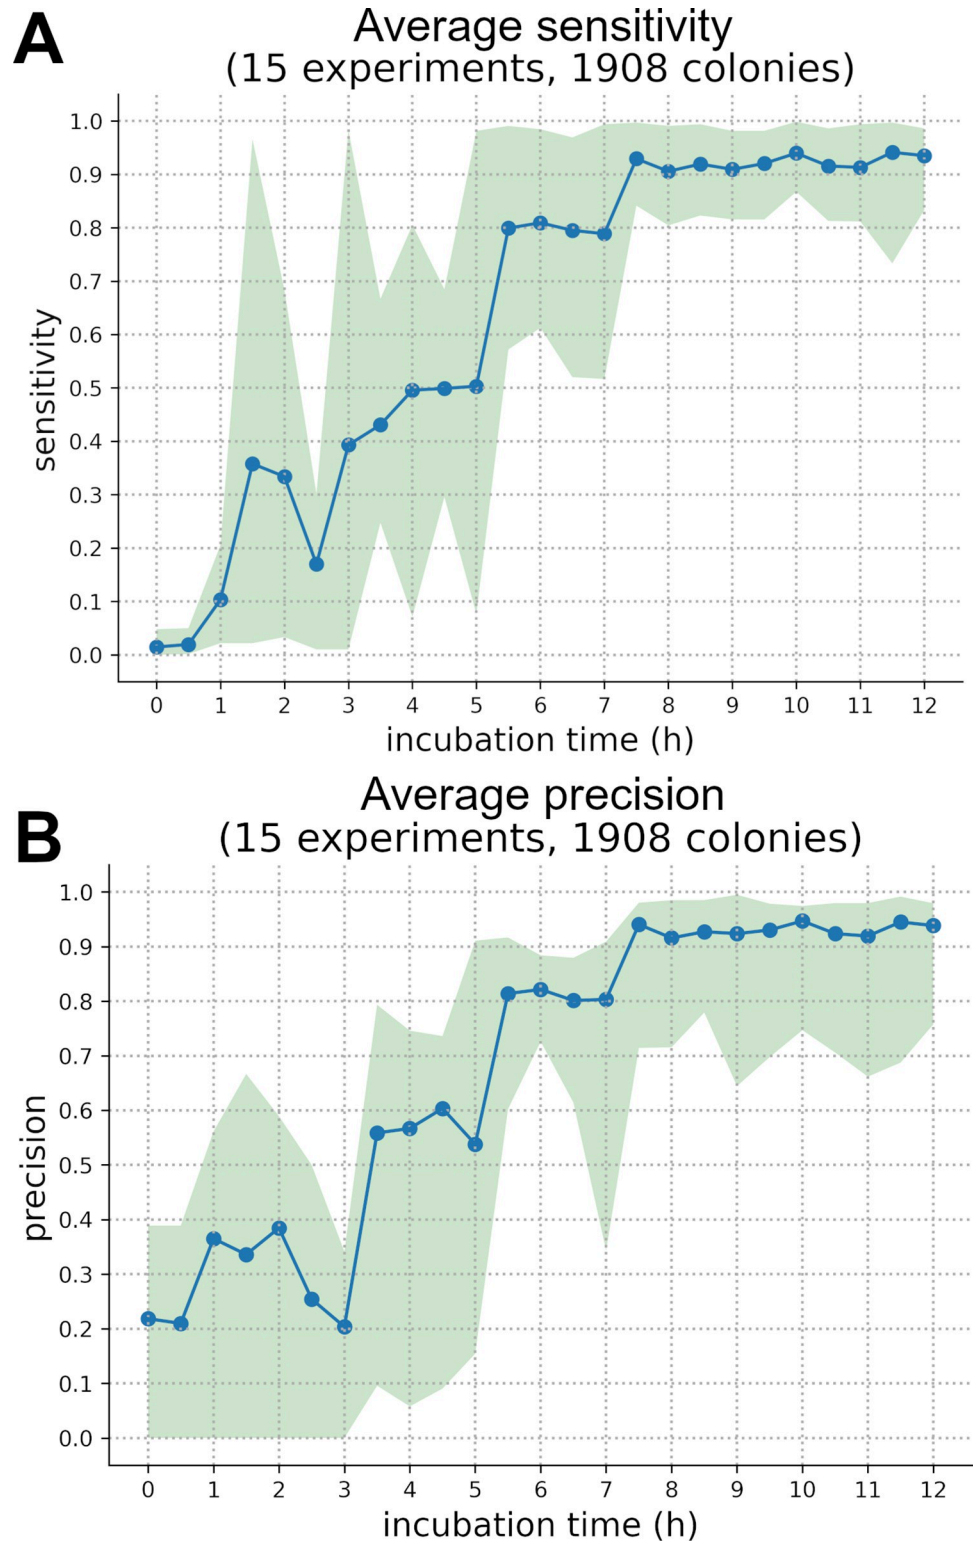 A
Average sensitivity
(15 experiments, 1908 colonies)
1.0
0.9
0.8
0.7
0.6
0.5
0.4
0.3
0.2
0.1
0.0
sensitivity
0 1 2 3 4 5 6 7 8 9 10 11 12
incubation time (h)
B
Average precision
(15 experiments, 1908 colonies)
1.0
0.9
0.8
0.7
0.6
0.5
0.4
0.3
0.2
0.1
0.0
precision
0 1 2 3 4 5 6 7 8 9 10 11 12
incubation time (h)